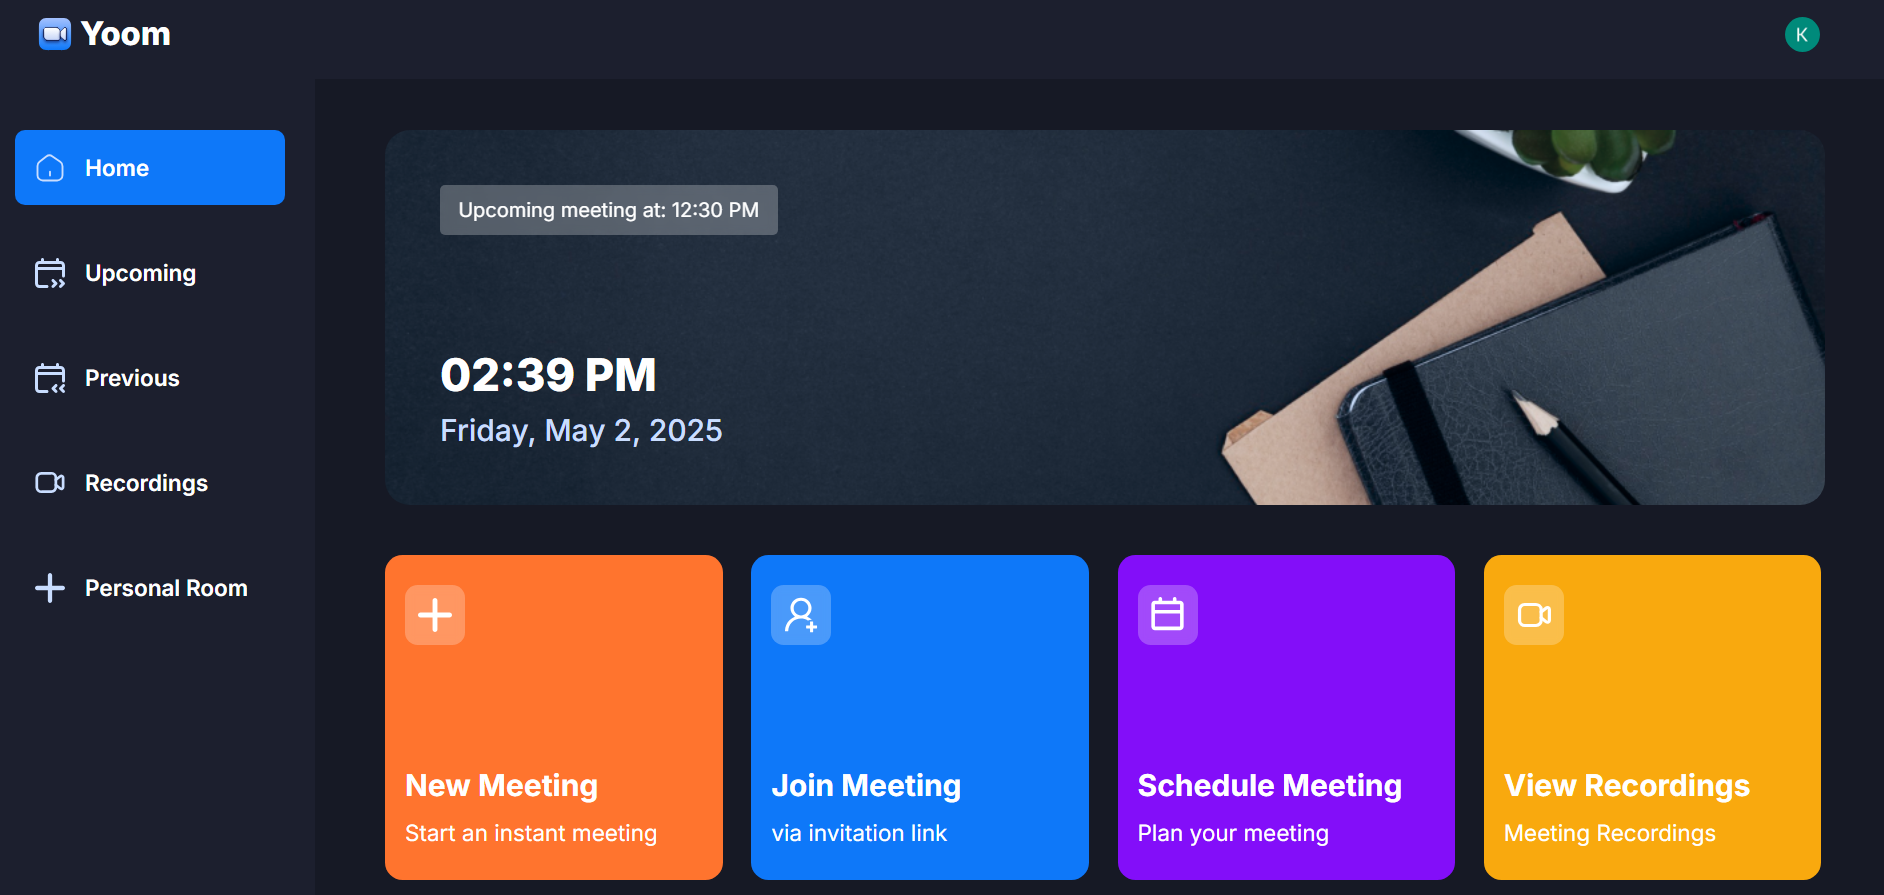 Yoom
K
Home
Upcoming
Previous
Recordings
Personal Room
Upcoming meeting at: 12:30 PM
02:39 PM
Friday, May 2, 2025
New Meeting
Start an instant meeting
Join Meeting
via invitation link
Schedule Meeting
Plan your meeting
View Recordings
Meeting Recordings